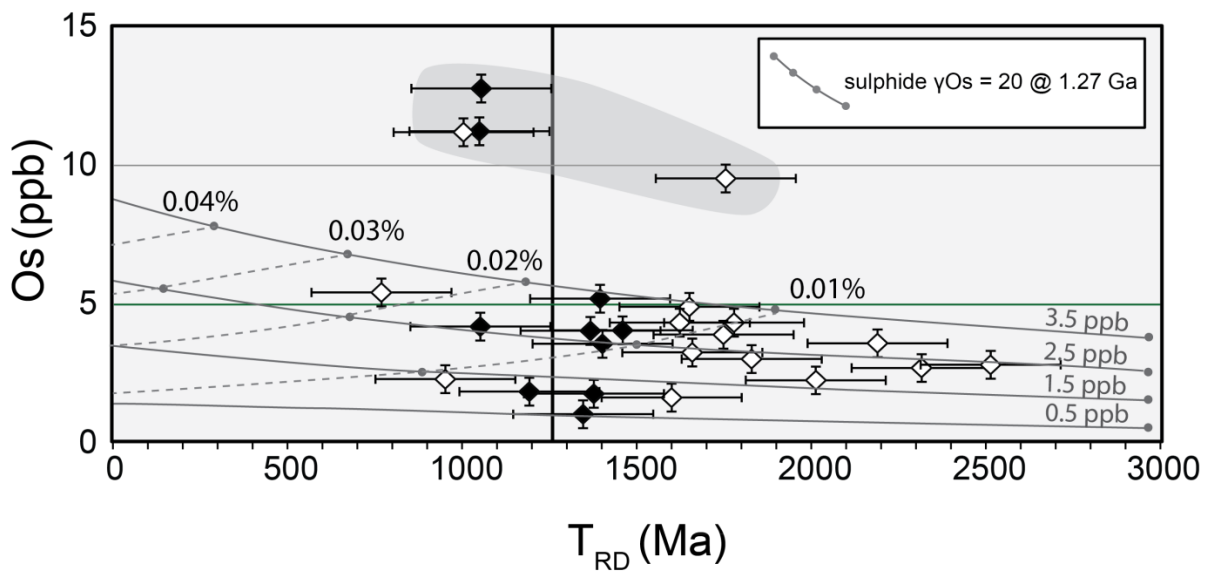 15
sulphide γOs = 20 @ 1.27 Ga
Os (ppb)
10
0.04%
0.03%
0.02%
0.01%
5
3.5 ppb
2.5 ppb
1.5 ppb
0.5 ppb
0
0 500 1000 1500 2000 2500 3000
TRD (Ma)